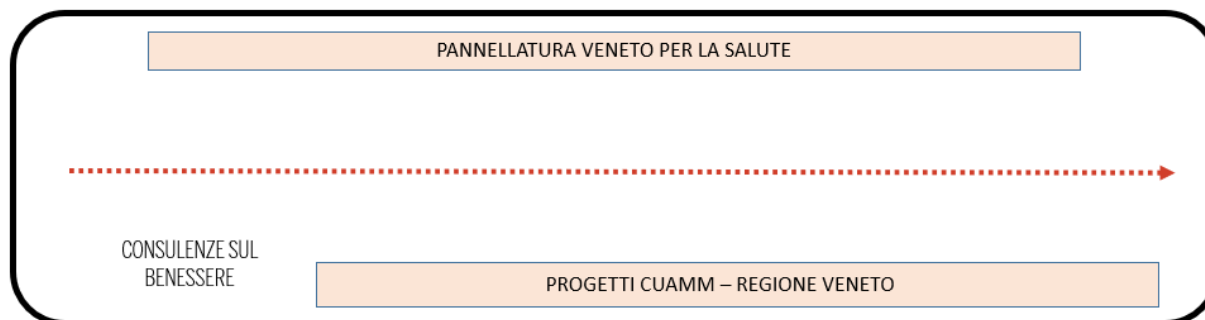 PANNELLATURA VENETO PER LA SALUTE
CONSULENZE SUL
BENESSERE
PROGETTI CUAMM – REGIONE VENETO